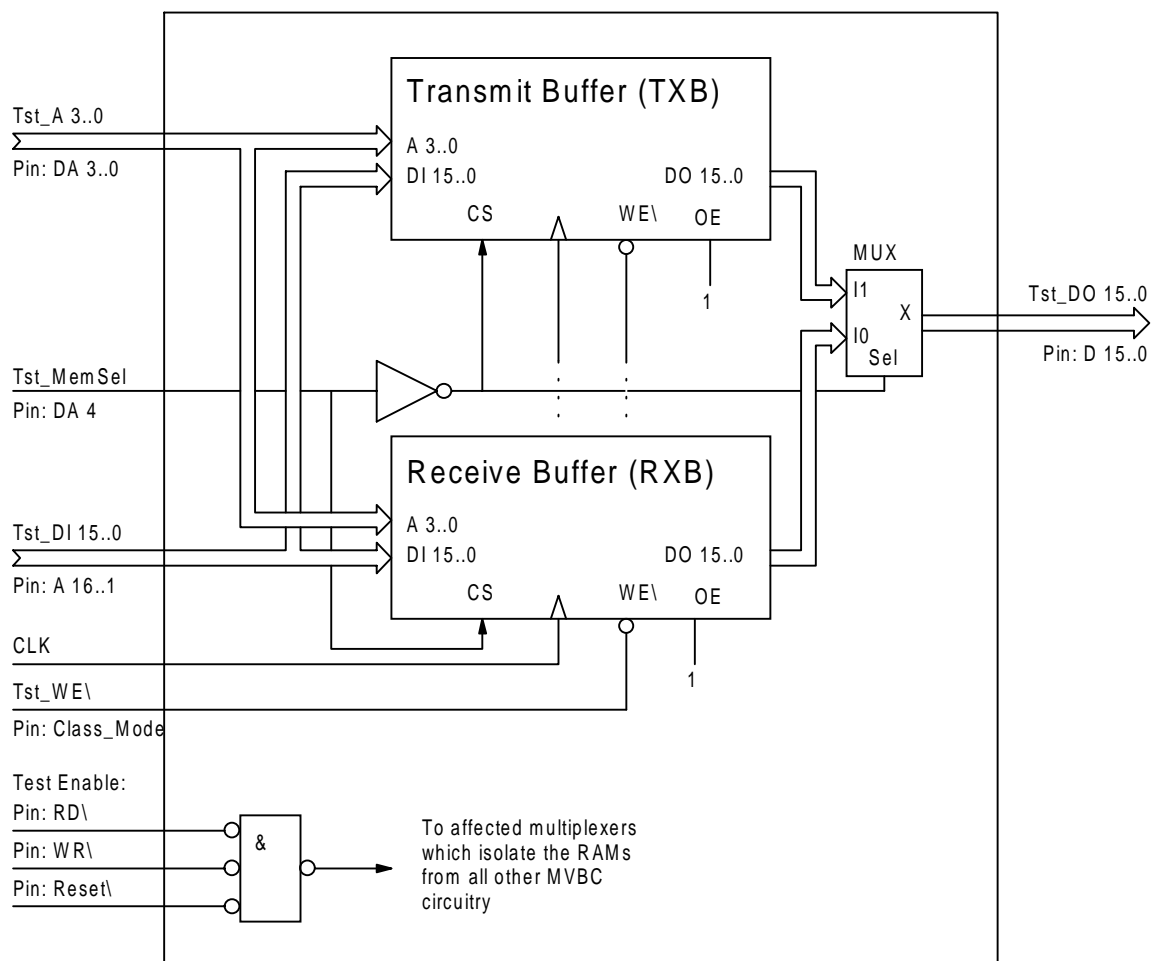 Transmit Buffer (TXB)
Tst_A 3..0
Pin: DA 3..0
A 3..0
DI 15..0
DO 15..0
CS
WE\
OE
1
MUX
I1
I0
X
Sel
Tst_DO 15..0
Pin: D 15..0
Tst_MemSel
Pin: DA 4
Receive Buffer (RXB)
Tst_DI 15..0
Pin: A 16..1
A 3..0
DI 15..0
DO 15..0
CS
WE\
OE
1
CLK
Tst_WE\
Pin: Class_Mode
Test Enable:
Pin: RD\
Pin: WR\
Pin: Reset\
&
To affected multiplexers
which isolate the RAMs
from all other MVBC
circuitry